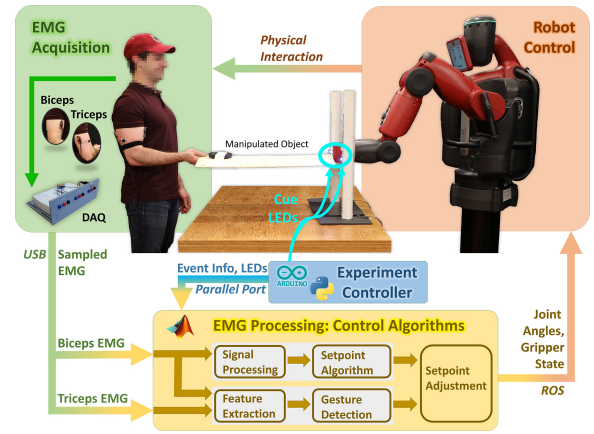 EMG
Acquisition
Physical
Interaction
Robot
Control
Biceps
Triceps
DAQ
Manipulated Object
Cue
LEDs
USB
Sampled
EMG
Event Info, LEDs
Parallel Port
ARDUINO
Experiment
Controller
EMG Processing: Control Algorithms
Biceps EMG
Triceps EMG
Signal
Processing
Setpoint
Algorithm
Feature
Extraction
Gesture
Detection
Setpoint
Adjustment
Joint
Angles,
Gripper
State
ROS